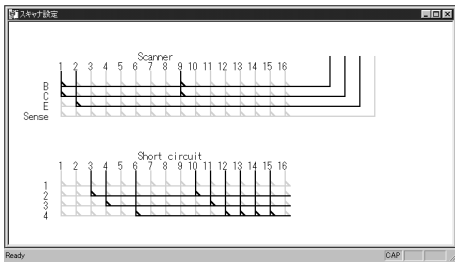 スキャナ設定
Scanner
1 2 3 4 5 6 7 8 9 10 11 12 13 14 15 16
B
C
E
Sense
Short circuit
1 2 3 4 5 6 7 8 9 10 11 12 13 14 15 16
1
2
3
4
Ready CAP